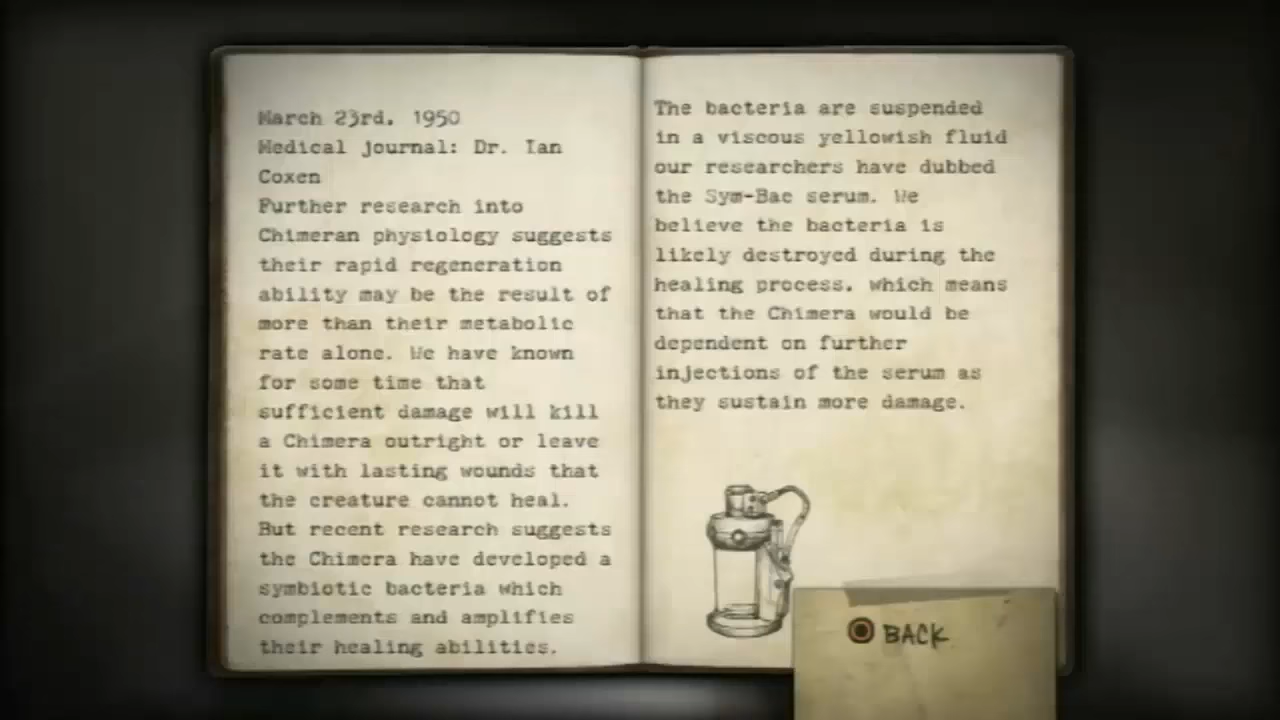 March 23rd, 1950
Medical journal: Dr. Ian
Coxen
Further research into
Chimeran physiology suggests
their rapid regeneration
ability may be the result of
more than their metabolic
rate alone. We have known
for some time that
sufficient damage will kill
a Chimera outright or leave
it with lasting wounds that
the creature cannot heal.
But recent research suggests
the Chimera have developed a
symbiotic bacteria which
complements and amplifies
their healing abilities.
The bacteria are suspended
in a viscous yellowish fluid
our researchers have dubbed
the Sym-Bac serum. We
believe the bacteria is
likely destroyed during the
healing process, which means
that the Chimera would be
dependent on further
injections of the serum as
they sustain more damage.
BACK